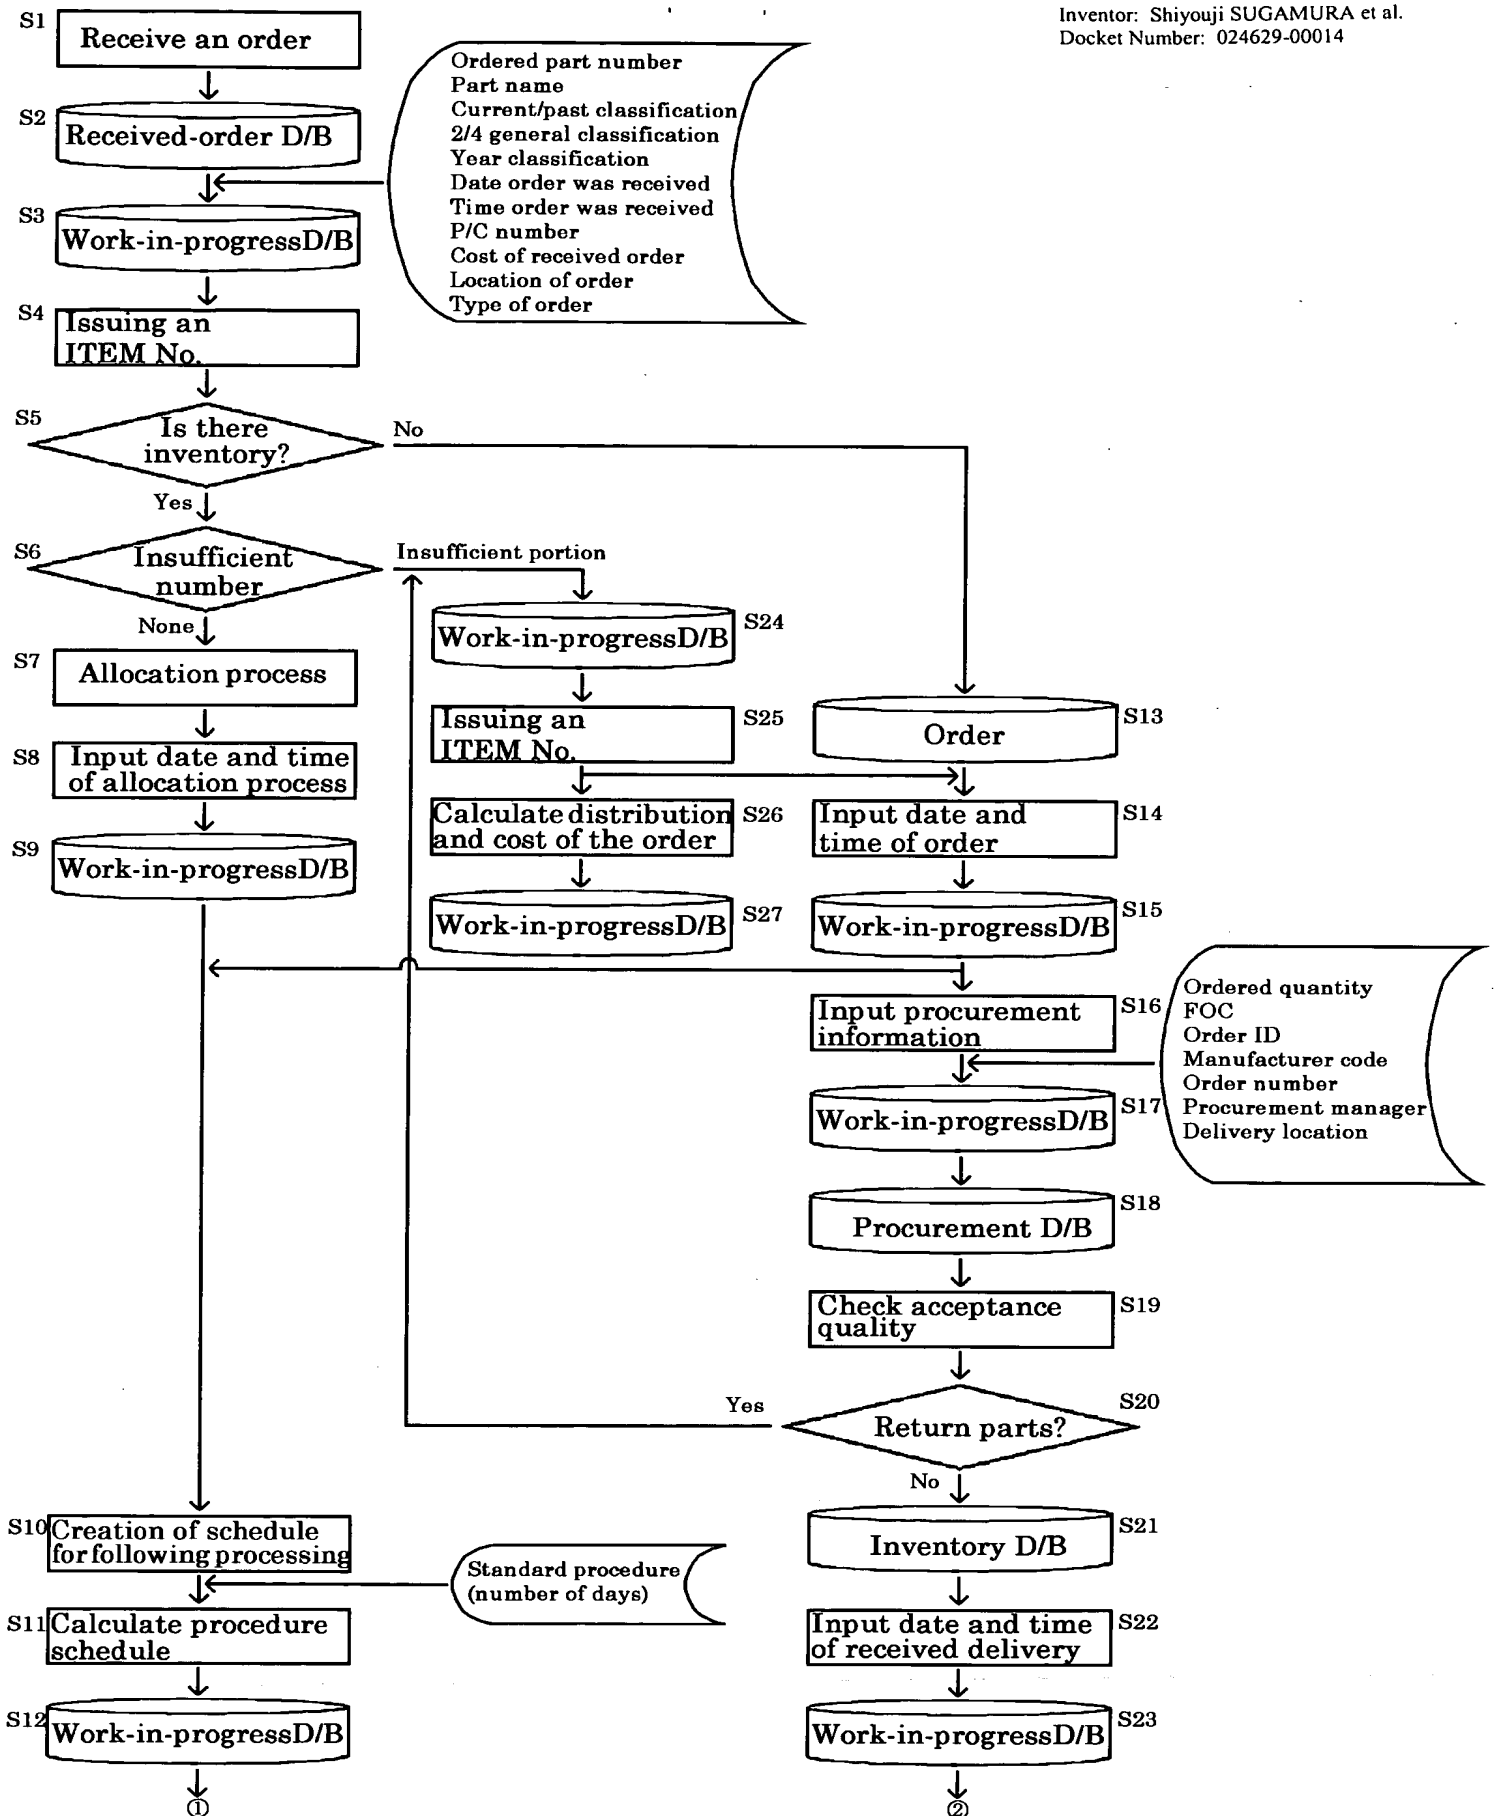 Inventor: Shiyouji SUGAMURA et al.
Docket Number: 024629-00014
S1
Receive an order
S2
Received-order D/B
Ordered part number
Part name
Current/past classification
2/4 general classification
Year classification
Date order was received
Time order was received
P/C number
Cost of received order
Location of order
Type of order
S3
Work-in-progressD/B
S4
Issuing an
ITEM No.
S5
Is there
inventory?
No
Yes
S6
Insufficient
number
Insufficient portion
None
S7
Allocation process
S8
Input date and time
of allocation process
S9
Work-in-progressD/B
Work-in-progressD/B
S24
Issuing an
ITEM No.
S25
Calculate distribution
and cost of the order
S26
Work-in-progressD/B
S27
Order
S13
Input date and
time of order
S14
Work-in-progressD/B
S15
Input procurement
information
S16
Ordered quantity
FOC
Order ID
Manufacturer code
Order number
Procurement manager
Delivery location
Work-in-progressD/B
S17
Procurement D/B
S18
Check acceptance
quality
S19
Return parts?
S20
Yes
No
Inventory D/B
S21
Input date and time
of received delivery
S22
Work-in-progressD/B
S23
②
S10
Creation of schedule
for following processing
Standard procedure
(number of days)
S11
Calculate procedure
schedule
S12
Work-in-progressD/B
①